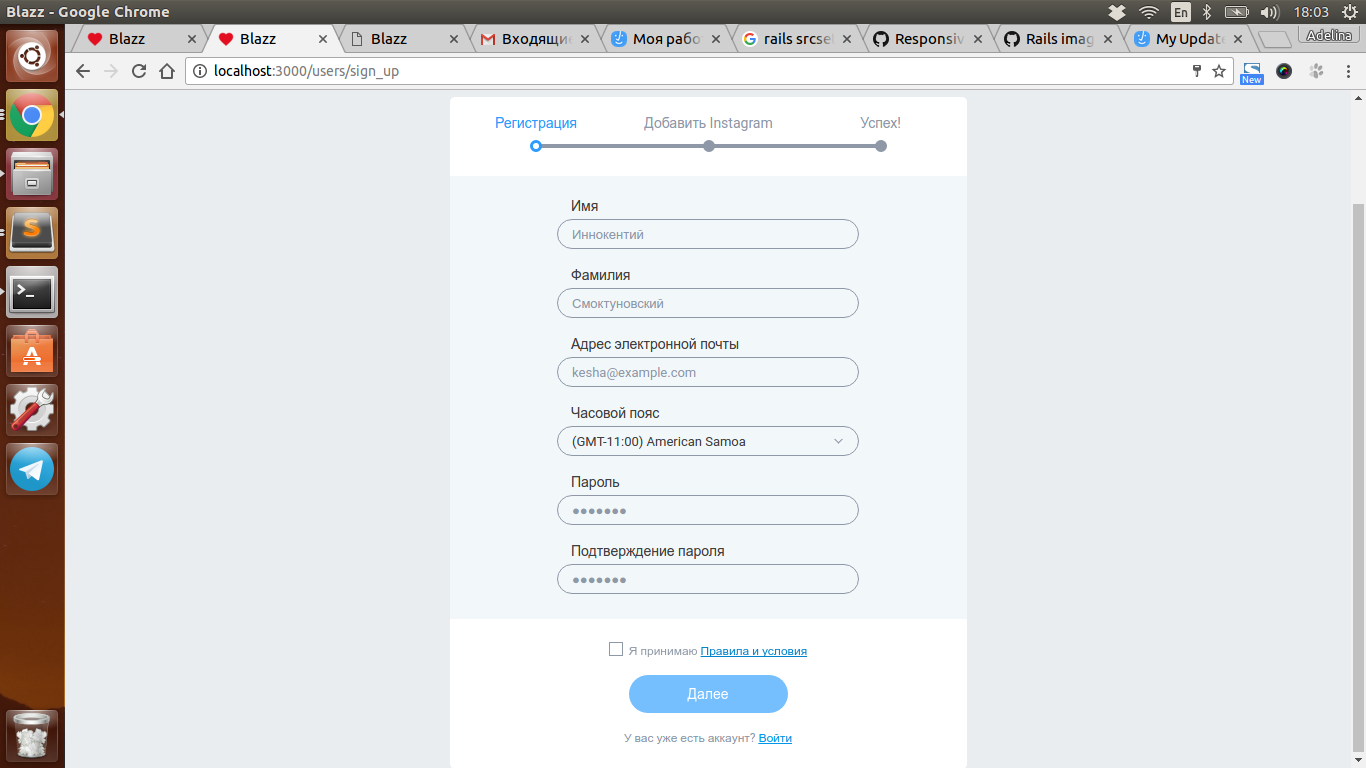 Blazz - Google Chrome
En
18:03
Blazz
Blazz
Blazz
Входящие
Моя рабо
rails srcset
Responsiv
Rails imag
My Update
Adelina
localhost:3000/users/sign_up
New
Регистрация
Добавить Instagram
Успех!
Имя
Иннокентий
Фамилия
Смоктуновский
Адрес электронной почты
kesha@example.com
Часовой пояс
(GMT-11:00) American Samoa
Пароль
Подтверждение пароля
Я принимаю Правила и условия
Далее
У вас уже есть аккаунт? Войти